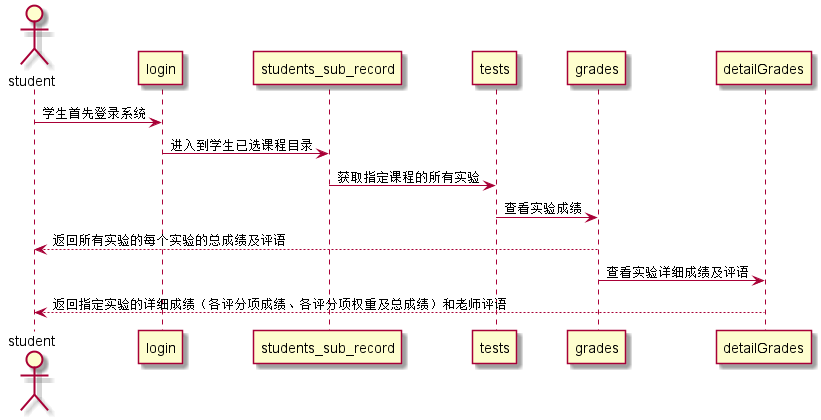 student
login
students_sub_record
tests
grades
detailGrades
学生首先登录系统
进入到学生已选课程目录
获取指定课程的所有实验
查看实验成绩
返回所有实验的每个实验的总成绩及评语
查看实验详细成绩及评语
返回指定实验的详细成绩（各评分项成绩、各评分项权重及总成绩）和老师评语
student
login
students_sub_record
tests
grades
detailGrades